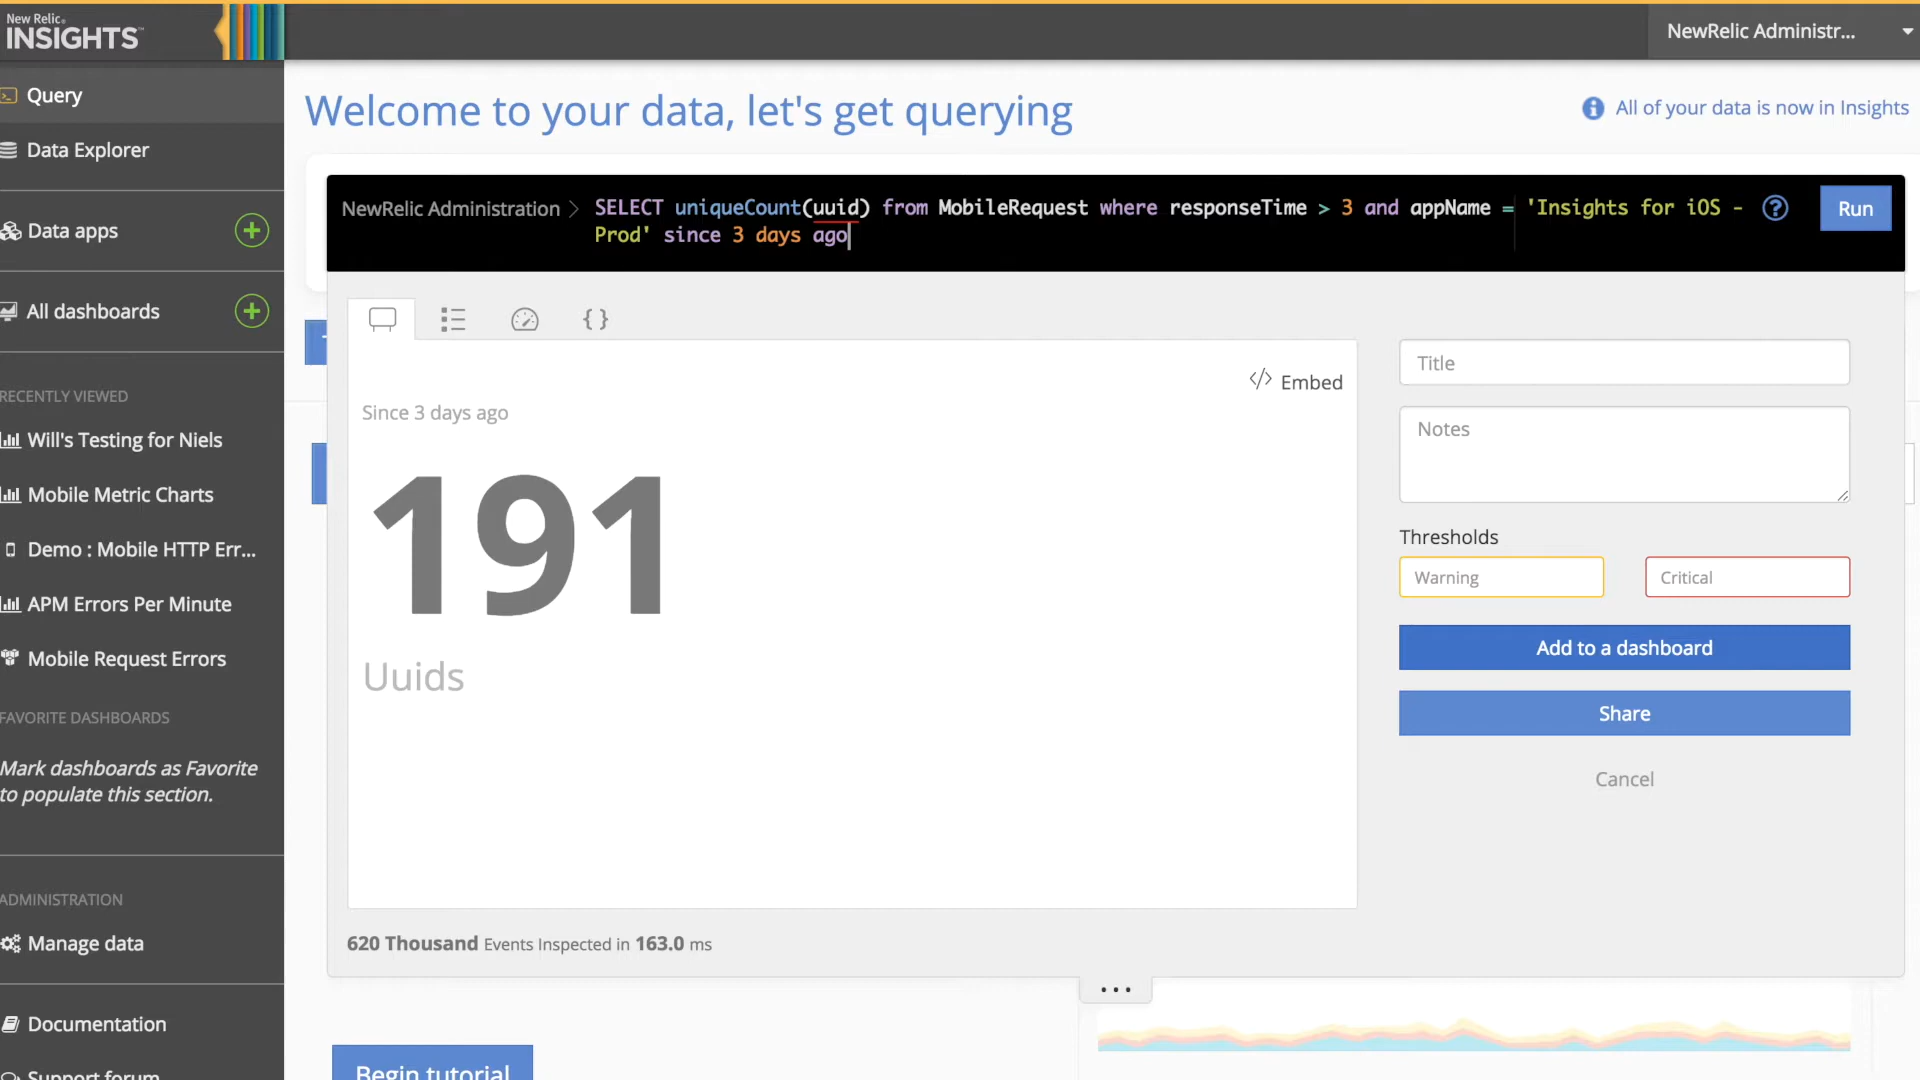 New Relic.
INSIGHTS™
NewRelic Administr...
Query
Data Explorer
Data apps
All dashboards
RECENTLY VIEWED
Will's Testing for Niels
Mobile Metric Charts
Demo : Mobile HTTP Err...
APM Errors Per Minute
Mobile Request Errors
FAVORITE DASHBOARDS
Mark dashboards as Favorite
to populate this section.
ADMINISTRATION
Manage data
Documentation
Support forum
Welcome to your data, let's get querying
All of your data is now in Insights
NewRelic Administration > SELECT uniqueCount(uuid) from MobileRequest where responseTime > 3 and appName = 'Insights for iOS -
Prod' since 3 days ago
?
Run
{ }
</> Embed
Since 3 days ago
191
Uuids
620 Thousand Events Inspected in 163.0 ms
Title
Notes
Thresholds
Warning
Critical
Add to a dashboard
Share
Cancel
...
Begin tutorial